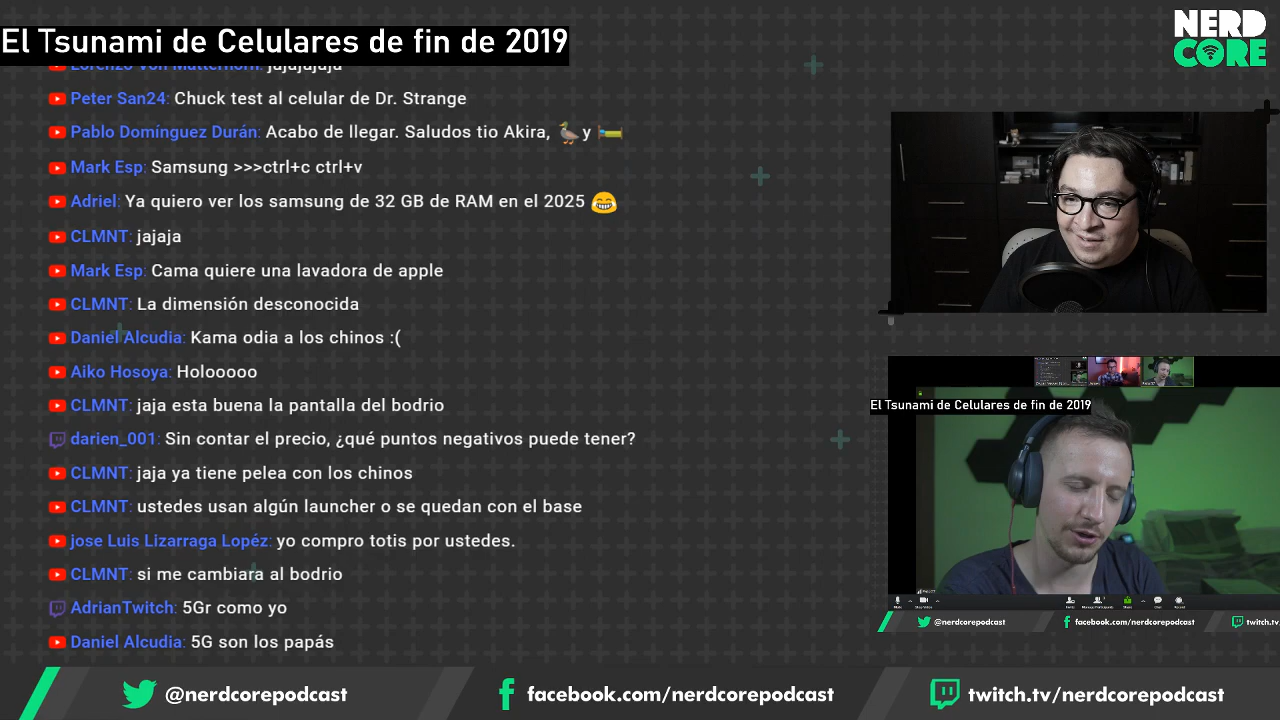 El Tsunami de Celulares de fin de 2019
NERD
CORE
Lorenzo Von Matterhorn: jajajajaja
Peter San24: Chuck test al celular de Dr. Strange
Pablo Domínguez Durán: Acabo de llegar. Saludos tio Akira, 🦆y 🛏️
Mark Esp: Samsung >>>ctrl+c ctrl+v
Adriel: Ya quiero ver los samsung de 32 GB de RAM en el 2025 😂
CLMNT: jajaja
Mark Esp: Cama quiere una lavadora de apple
CLMNT: La dimensión desconocida
Daniel Alcudia: Kama odia a los chinos :(
Aiko Hosoya: Holooooo
CLMNT: jaja esta buena la pantalla del bodrio
darien_001: Sin contar el precio, ¿qué puntos negativos puede tener?
CLMNT: jaja ya tiene pelea con los chinos
CLMNT: ustedes usan algún launcher o se quedan con el base
jose Luis Lizarraga Lopéz: yo compro totis por ustedes.
CLMNT: si me cambiara al bodrio
AdrianTwitch: 5Gr como yo
Daniel Alcudia: 5G son los papás
El Tsunami de Celulares de fin de 2019
@nerdcorepodcast
facebook.com/nerdcorepodcast
twitch.tv
@nerdcorepodcast
facebook.com/nerdcorepodcast
twitch.tv/nerdcorepodcast